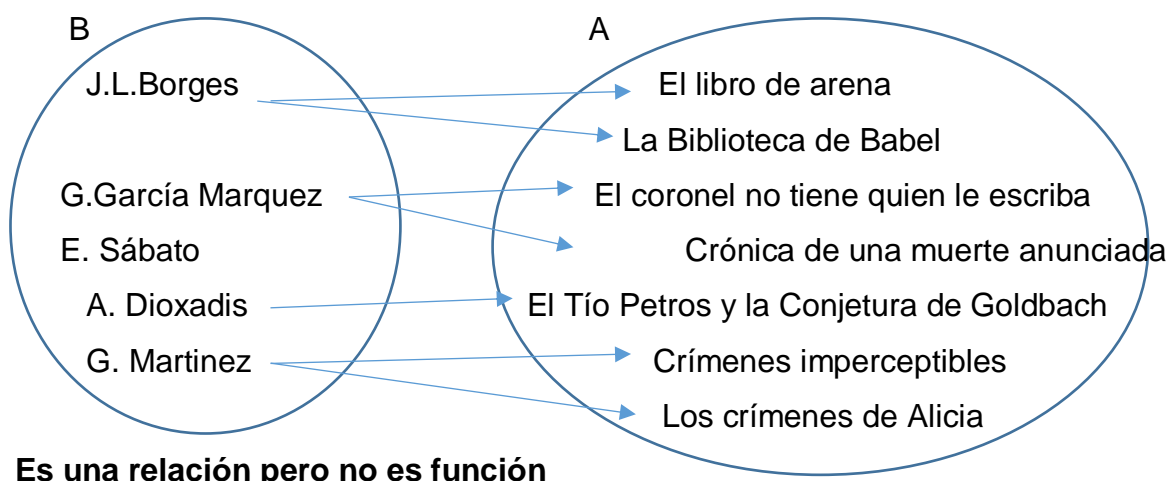 B
A
J.L.Borges
El libro de arena
La Biblioteca de Babel
G.García Marquez
El coronel no tiene quien le escriba
E. Sábato
Crónica de una muerte anunciada
A. Dioxadis
El Tío Petros y la Conjetura de Goldbach
G. Martinez
Crímenes imperceptibles
Los crímenes de Alicia
Es una relación pero no es función